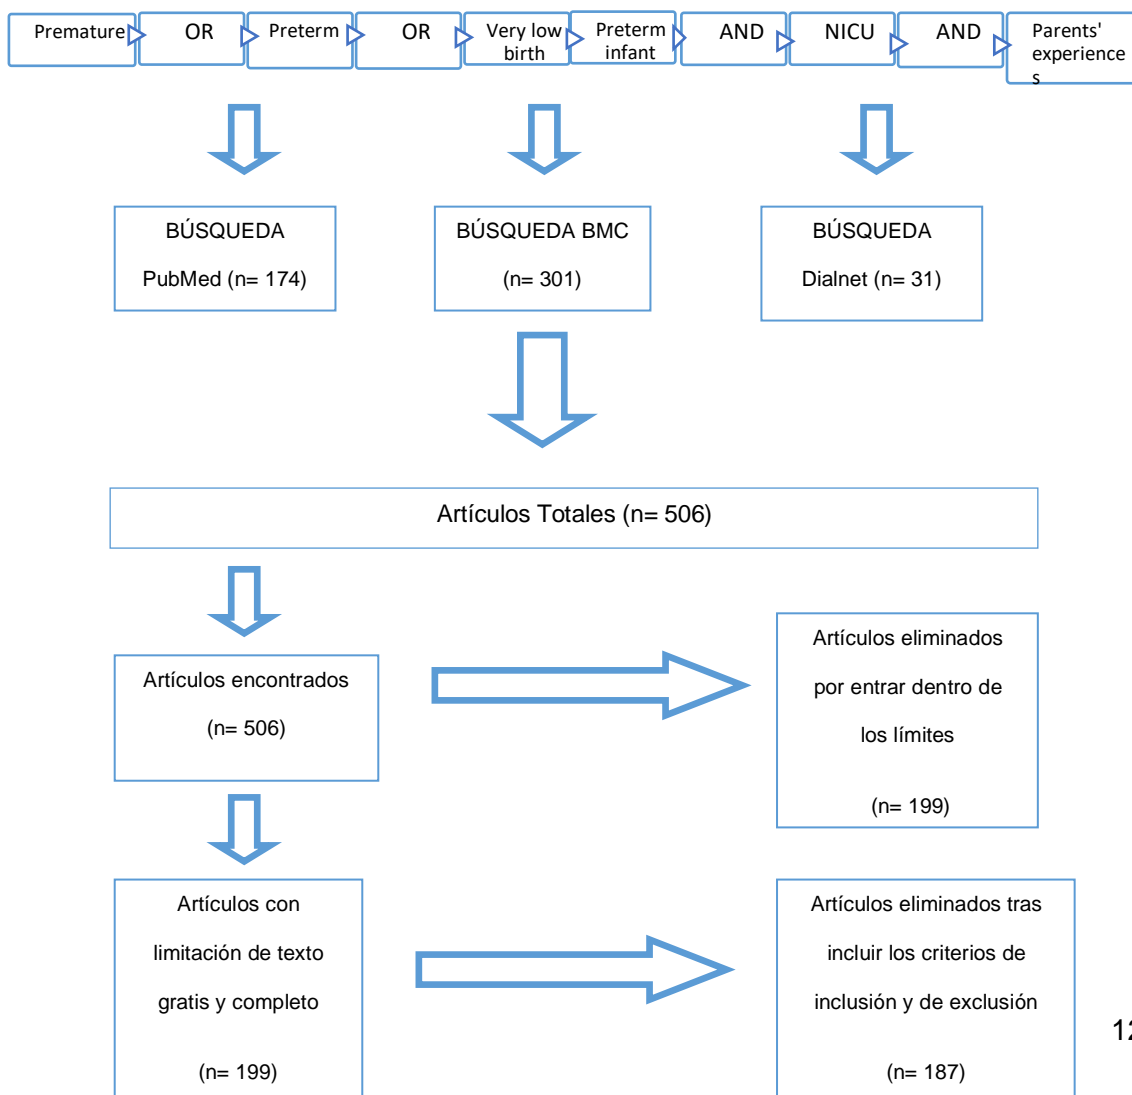 Premature
OR
Preterm
OR
Very low
birth
Preterm
infant
AND
NICU
AND
Parents'
experience
s
BÚSQUEDA
PubMed (n= 174)
BÚSQUEDA BMC
(n= 301)
BÚSQUEDA
Dialnet (n= 31)
Artículos Totales (n= 506)
Artículos encontrados
(n= 506)
Artículos eliminados
por entrar dentro de
los límites
(n= 199)
Artículos con
limitación de texto
gratis y completo
(n= 199)
Artículos eliminados tras
incluir los criterios de
inclusión y de exclusión
(n= 187)
12